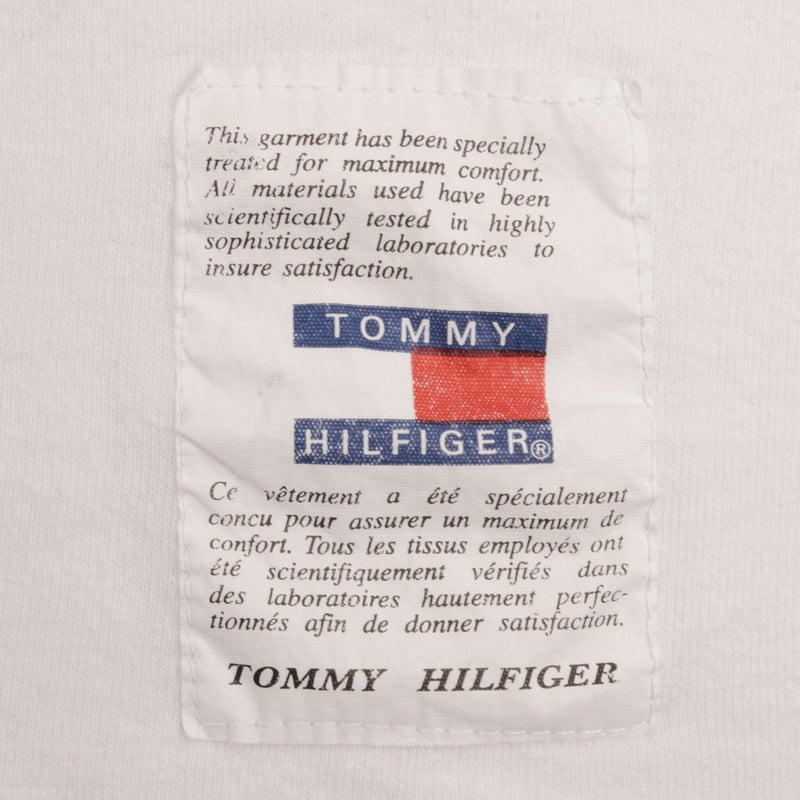 This garment has been specially
treated for maximum comfort.
All materials used have been
scientifically tested in highly
sophisticated laboratories to
insure satisfaction.
TOMMY
HILFIGER®
Ce vêtement a été spécialement
concu pour assurer un maximum de
confort. Tous les tissus employés ont
été scientifiquement vérifiés dans
des laboratoires hautement perfec-
tionnés afin de donner satisfaction.
TOMMY HILFIGER